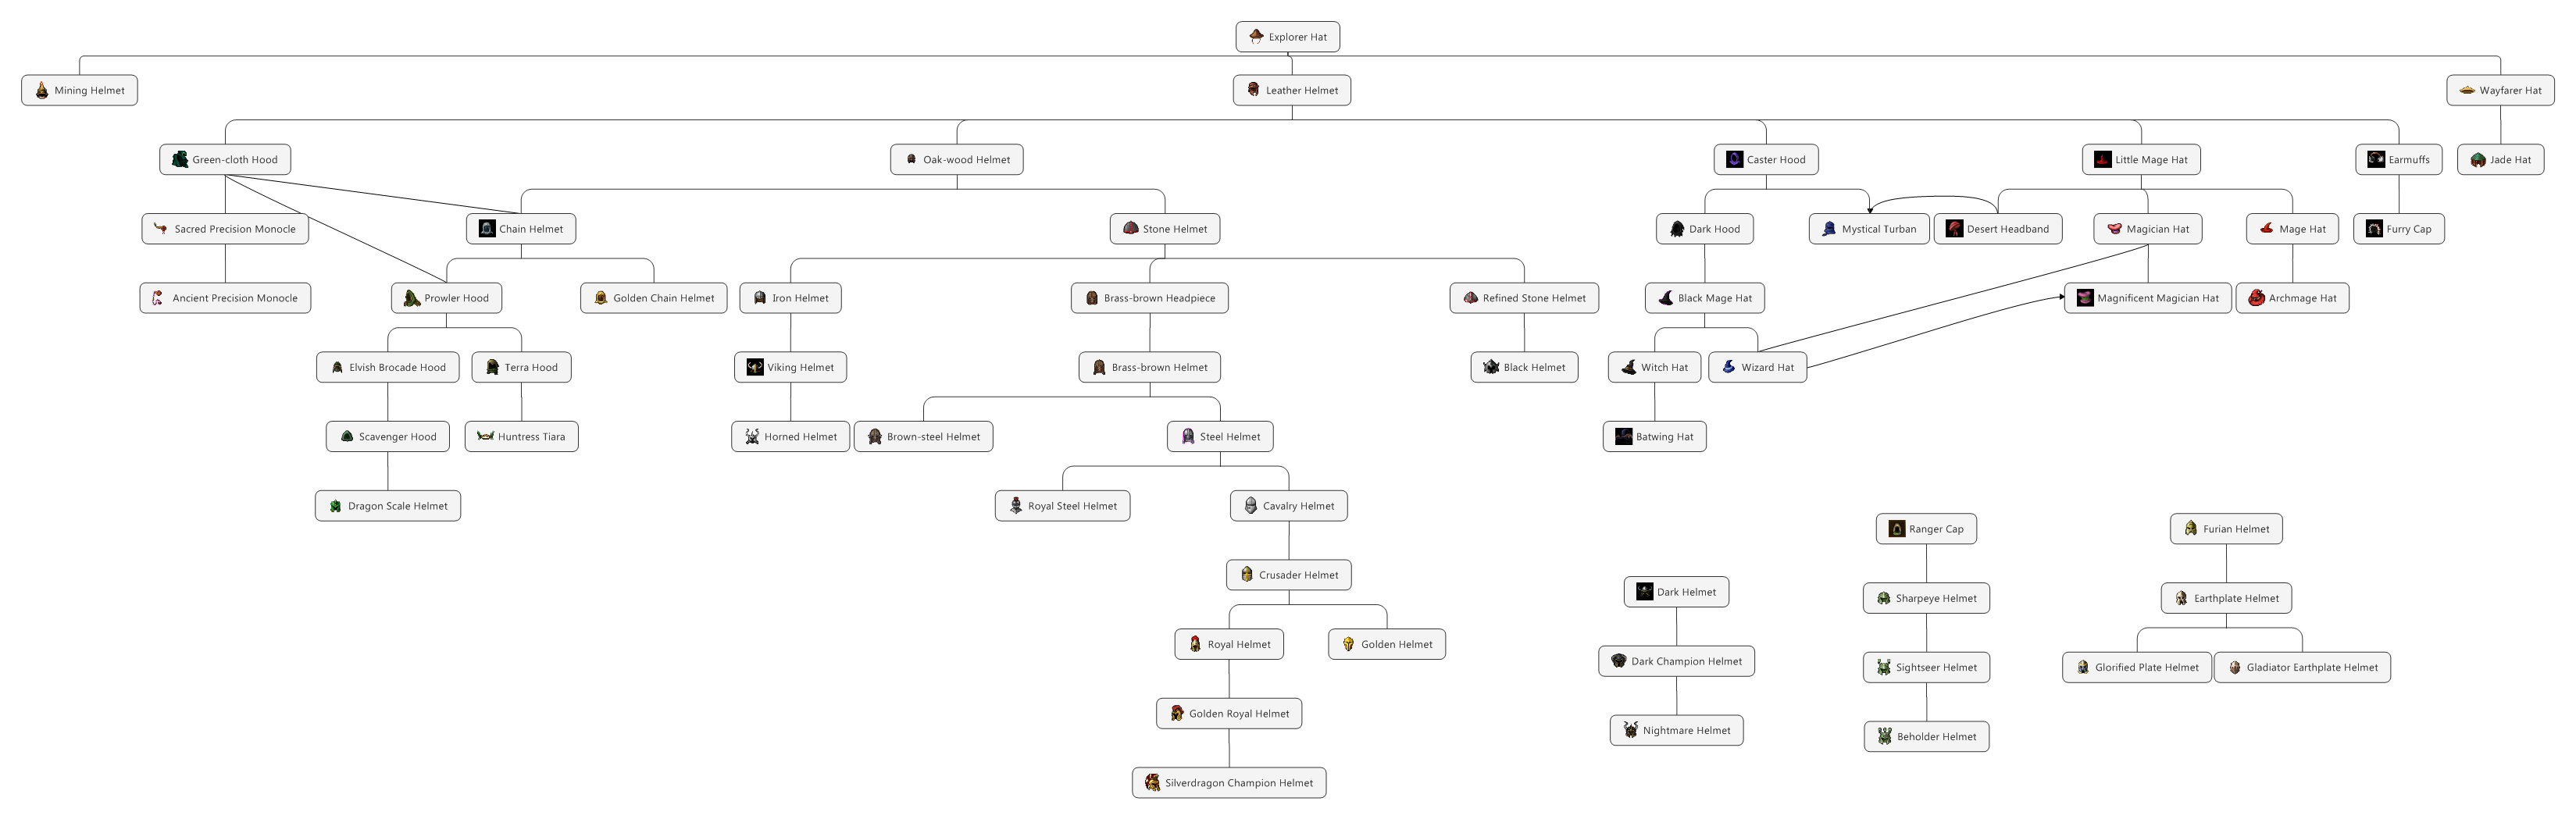 Explorer Hat
Mining Helmet
Leather Helmet
Wayfarer Hat
Green-cloth Hood
Oak-wood Helmet
Caster Hood
Little Mage Hat
Earmuffs
Jade Hat
Sacred Precision Monocle
Chain Helmet
Stone Helmet
Dark Hood
Mystical Turban
Desert Headband
Magician Hat
Mage Hat
Furry Cap
Ancient Precision Monocle
Prowler Hood
Golden Chain Helmet
Iron Helmet
Brass-brown Headpiece
Refined Stone Helmet
Black Mage Hat
Magnificent Magician Hat
Archmage Hat
Elvish Brocade Hood
Terra Hood
Viking Helmet
Brass-brown Helmet
Black Helmet
Witch Hat
Wizard Hat
Scavenger Hood
Huntress Tiara
Horned Helmet
Brown-steel Helmet
Steel Helmet
Batwing Hat
Dragon Scale Helmet
Royal Steel Helmet
Cavalry Helmet
Ranger Cap
Furian Helmet
Crusader Helmet
Dark Helmet
Sharpeye Helmet
Earthplate Helmet
Royal Helmet
Golden Helmet
Dark Champion Helmet
Sightseer Helmet
Glorified Plate Helmet
Gladiator Earthplate Helmet
Golden Royal Helmet
Nightmare Helmet
Beholder Helmet
Silverdragon Champion Helmet